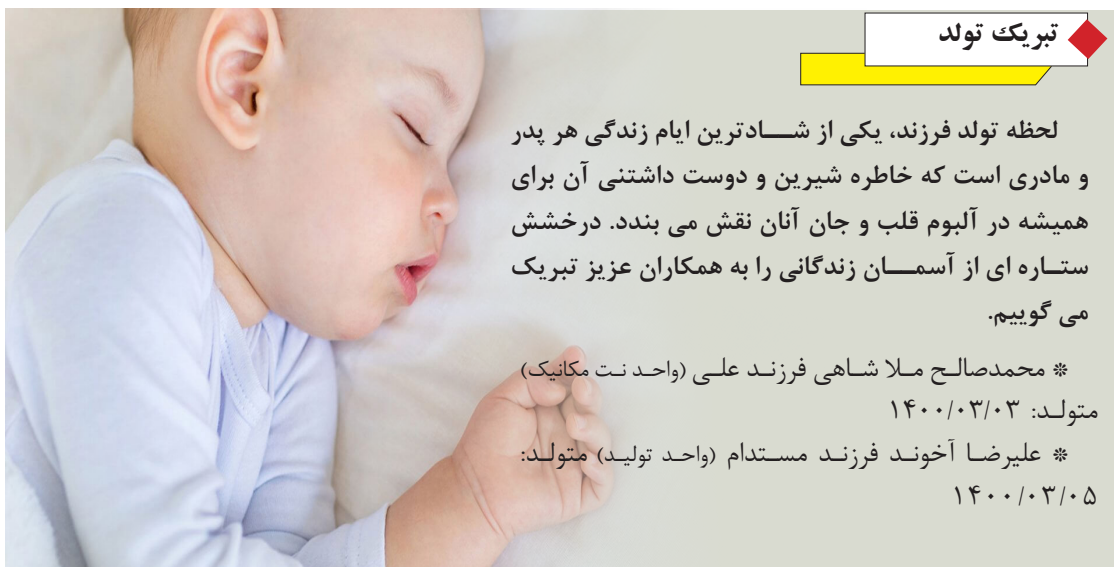 تبریک تولد
لحظه تولد فرزند، یکی از شـــادترین ایام زندگی هر پدر
و مادری است که خاطره شیرین و دوست داشتنی آن برای
همیشه در آلبوم قلب و جان آنان نقش می بندد. درخشش
ستـاره ای از آسمـــان زندگانی را به همکاران عزیز تبریک
می گوییم.
* محمدصالـح مـلا شـاهی فرزنـد علـی (واحـد نـت مکانیک)
متولـد: ۱۴۰۰/۰۳/۰۳
* علیرضـا آخونـد فرزنـد مسـتدام (واحـد تولیـد) متولـد:
۱۴۰۰/۰۳/۰۵